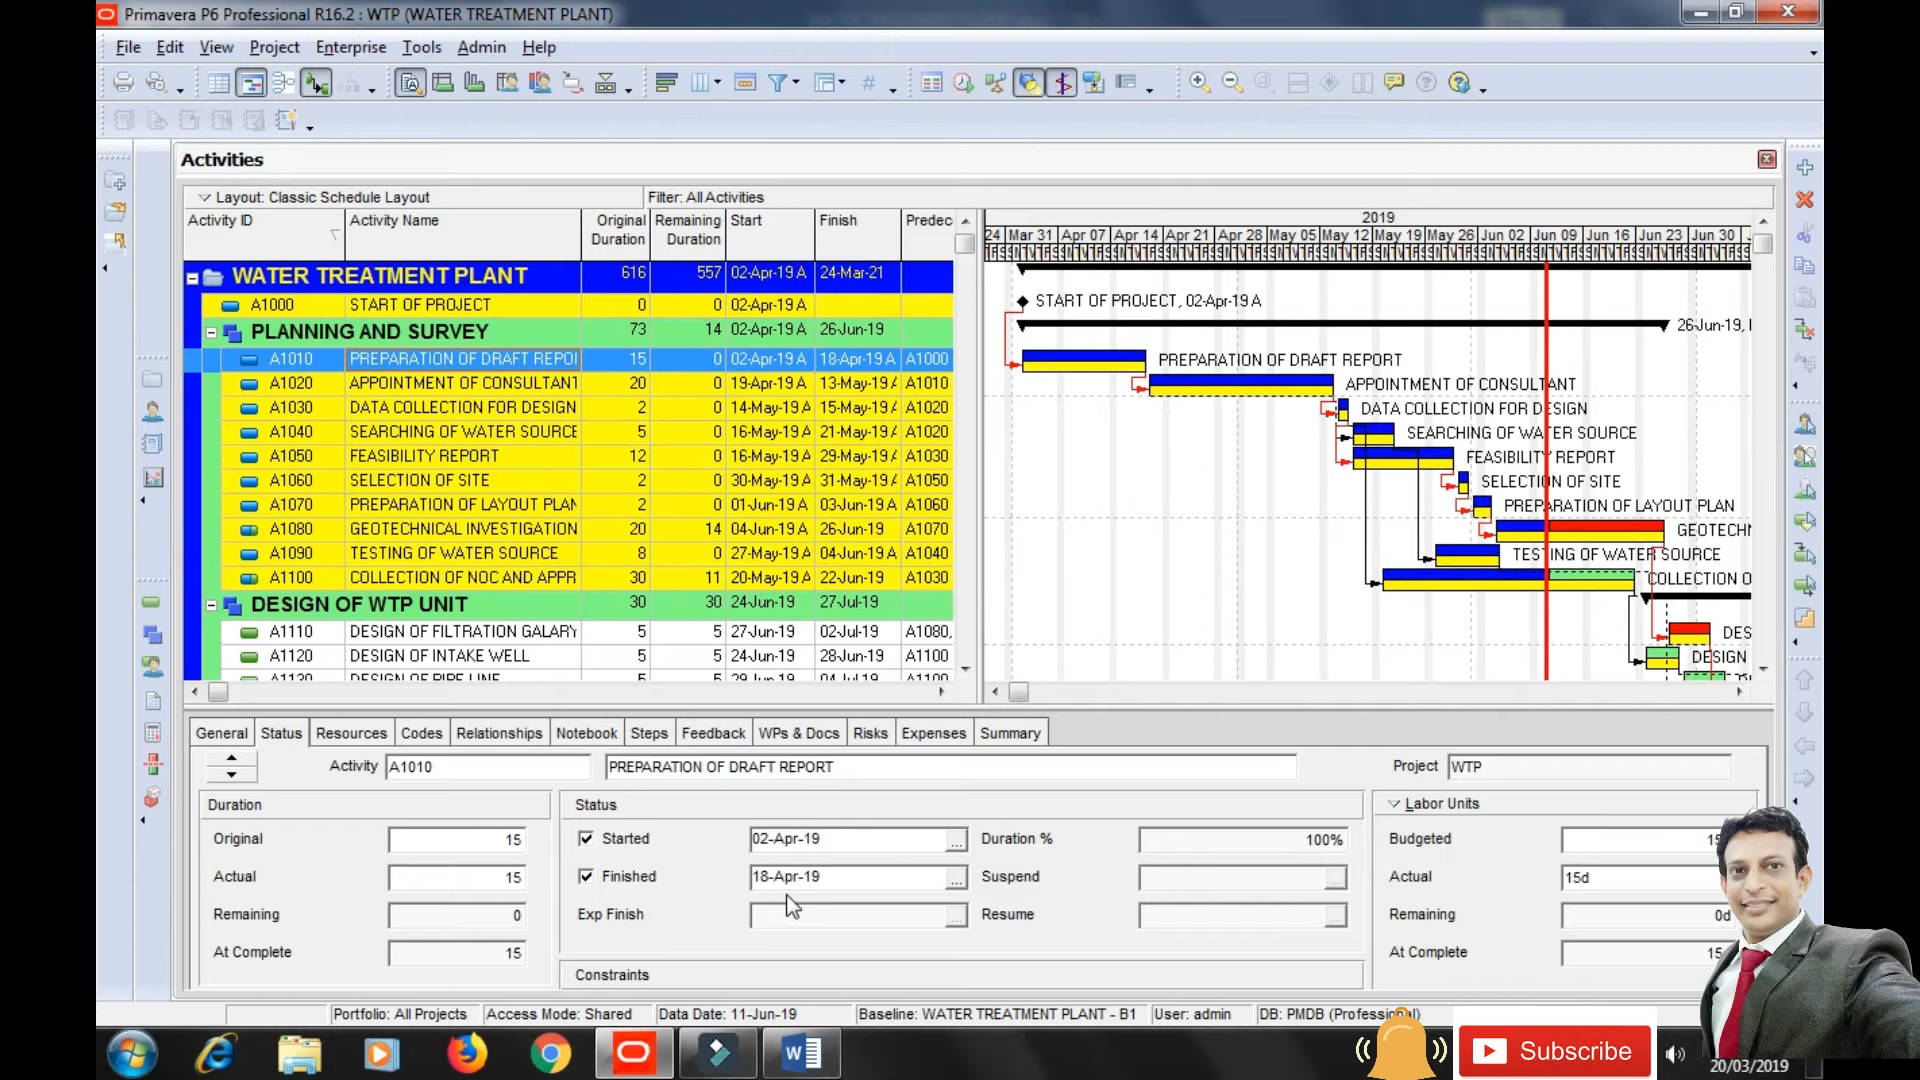 Primavera P6 Professional R16.2 : WTP (WATER TREATMENT PLANT)
File Edit View Project Enterprise Tools Admin Help
Activities
Layout: Classic Schedule Layout Filter: All Activities
Activity ID Activity Name Original Duration Remaining Duration Start Finish Predec
2019
24 Mar 31 Apr 07 Apr 14 Apr 21 Apr 28 May 05 May 12 May 19 May 26 Jun 02 Jun 09 Jun 16 Jun 23 Jun 30
WATER TREATMENT PLANT 616 557 02-Apr-19 A 24-Mar-21
A1000 START OF PROJECT 0 0 02-Apr-19 A
START OF PROJECT, 02-Apr-19 A
PLANNING AND SURVEY 73 14 02-Apr-19 A 26-Jun-19
26-Jun-19,
A1010 PREPARATION OF DRAFT REPO 15 0 02-Apr-19 A 18-Apr-19 A A1000
PREPARATION OF DRAFT REPORT
A1020 APPOINTMENT OF CONSULTANT 20 0 19-Apr-19 A 13-May-19 A1010
APPOINTMENT OF CONSULTANT
A1030 DATA COLLECTION FOR DESIGN 2 0 14-May-19 A 15-May-19 A1020
DATA COLLECTION FOR DESIGN
A1040 SEARCHING OF WATER SOURCE 5 0 16-May-19 A 21-May-19 A1020
SEARCHING OF WATER SOURCE
A1050 FEASIBILITY REPORT 12 0 16-May-19 A 29-May-19 A1030
FEASIBILITY REPORT
A1060 SELECTION OF SITE 2 0 30-May-19 A 31-May-19 A1050
SELECTION OF SITE
A1070 PREPARATION OF LAYOUT PLAN 2 0 01-Jun-19 A 03-Jun-19 A A1060
PREPARATION OF LAYOUT PLAN
A1080 GEOTECHNICAL INVESTIGATION 20 14 04-Jun-19 A 26-Jun-19 A1070
GEOTECHN
A1090 TESTING OF WATER SOURCE 8 0 27-May-19 A 04-Jun-19 A A1040
TESTING OF WATER SOURCE
A1100 COLLECTION OF NOC AND APPR 30 11 20-May-19 A 22-Jun-19 A1030
COLLECTION O
DESIGN OF WTP UNIT 30 30 24-Jun-19 27-Jul-19
A1110 DESIGN OF FILTRATION GALARY 5 5 27-Jun-19 02-Jul-19 A1080,
DES
A1120 DESIGN OF INTAKE WELL 5 5 24-Jun-19 28-Jun-19 A1100
DESIGN
A1130 DESIGN OF PIPE LINE 5 5 29-Jun-19 04-Jul-19 A1100
General Status Resources Codes Relationships Notebook Steps Feedback WPs & Docs Risks Expenses Summary
Activity A1010 PREPARATION OF DRAFT REPORT Project WTP
Duration Status Labor Units
Original 15 Started 02-Apr-19 ... Duration % 100% Budgeted 15
Actual 15 Finished 18-Apr-19 ... Suspend ... Actual 15d
Remaining 0 Exp Finish ... Resume ... Remaining 0d
At Complete 15 At Complete 15
Constraints
Portfolio: All Projects Access Mode: Shared Data Date: 11-Jun-19 Baseline: WATER TREATMENT PLANT - B1 User: admin DB: PMDB (Professional)
Subscribe
20/03/2019